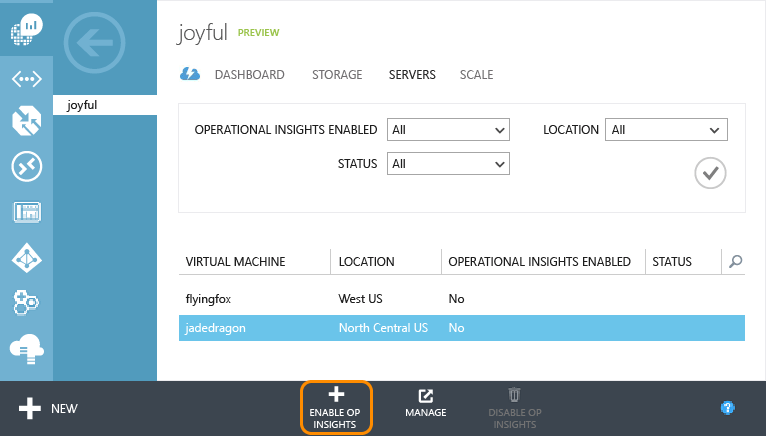 joyful PREVIEW
joyful
DASHBOARD STORAGE SERVERS SCALE
OPERATIONAL INSIGHTS ENABLED All LOCATION All
STATUS All
VIRTUAL MACHINE LOCATION OPERATIONAL INSIGHTS ENABLED STATUS
flyingfox West US No
jadedragon North Central US No
NEW
ENABLE OP
INSIGHTS
MANAGE
DISABLE OP
INSIGHTS
?